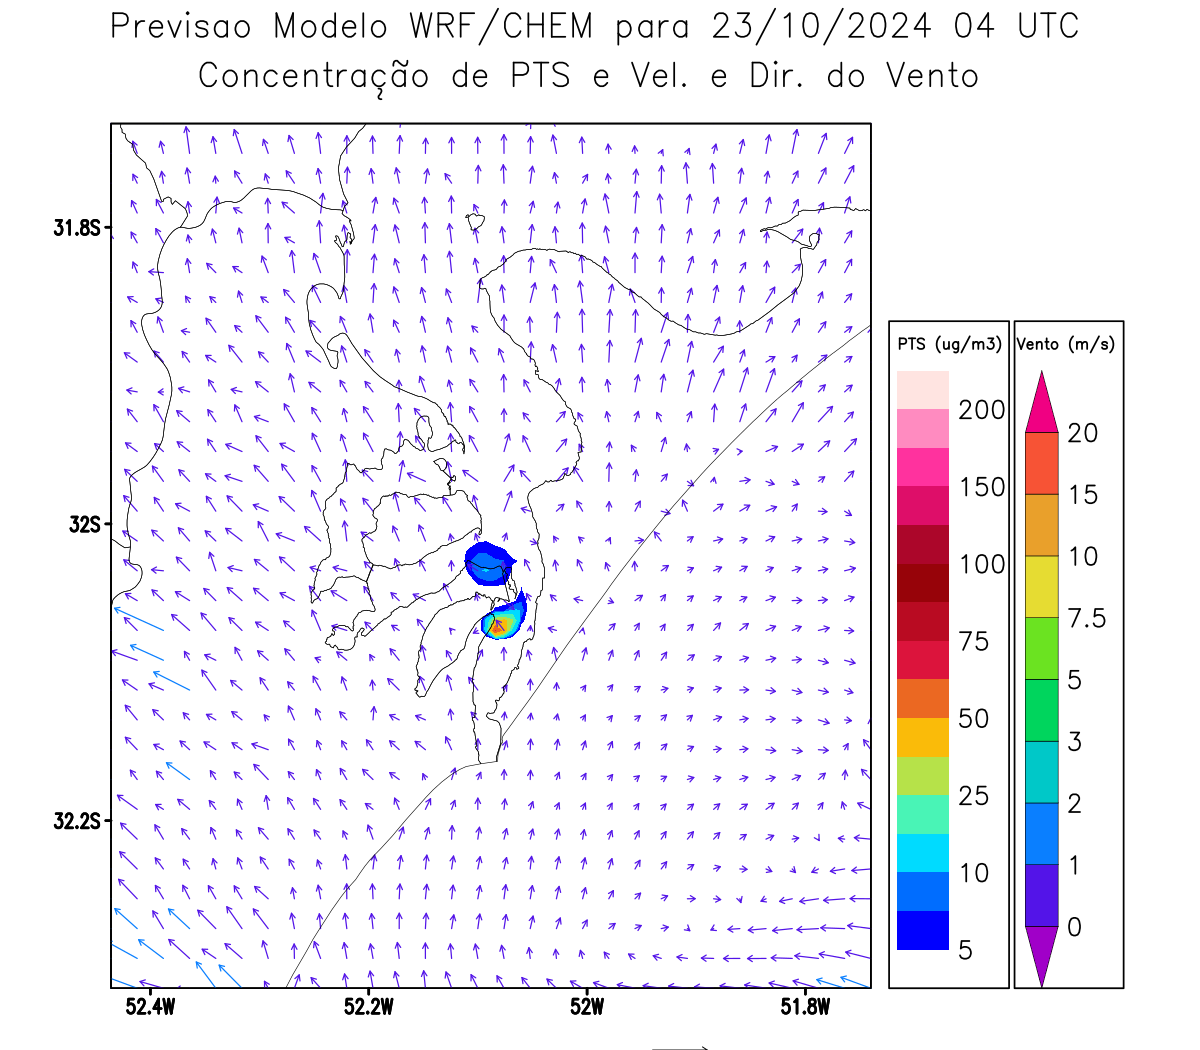 Previsao Modelo WRF/CHEM para 23/10/2024 04 UTC
Concentração de PTS e Vel. e Dir. do Vento
31.8S
32S
32.2S
52.4W 52.2W 52W 51.8W
PTS (ug/m3)
200
150
100
75
50
25
10
5
Vento (m/s)
20
15
10
7.5
5
3
2
1
0